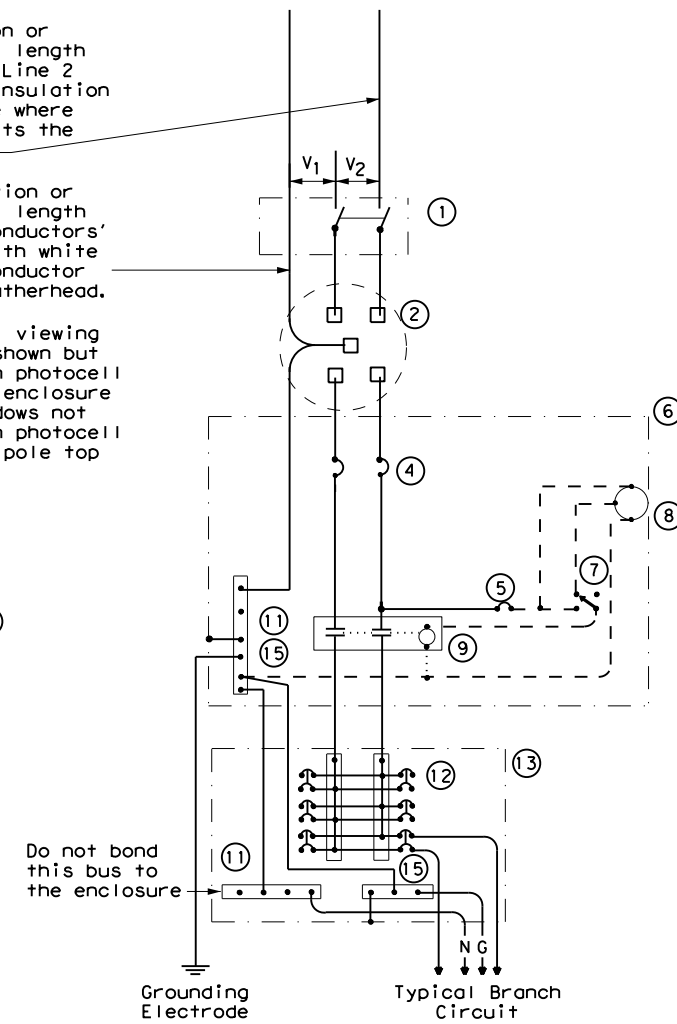 on or
length
Line 2
nsulation
where
ts the
V1 V2
ion or
length
onductors'
th white
onductor
atherhead.
viewing
shown but
n photocell
enclosure
dows not
n photocell
pole top
1
2
6
4
8
7
5
11
15
9
13
12
11
15
Do not bond
this bus to
the enclosure
N G
Grounding
Electrode
Typical Branch
Circuit